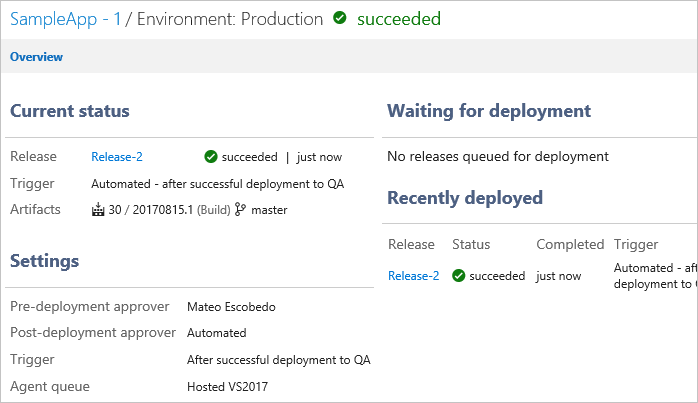 SampleApp - 1 / Environment: Production succeeded
Overview
Current status
Release Release-2 succeeded | just now
Trigger Automated - after successful deployment to QA
Artifacts 30 / 20170815.1 (Build) master
Settings
Pre-deployment approver Mateo Escobedo
Post-deployment approver Automated
Trigger After successful deployment to QA
Agent queue Hosted VS2017
Waiting for deployment
No releases queued for deployment
Recently deployed
Release Status Completed Trigger
Release-2 succeeded just now Automated - af
deployment to